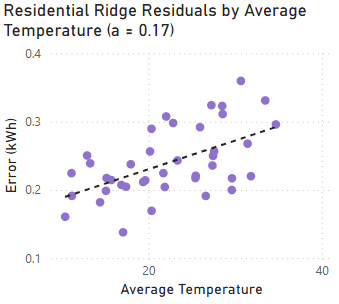 Residential Ridge Residuals by Average
Temperature (a = 0.17)
0.4
0.3
0.2
0.1
Error (kWh)
20
40
Average Temperature